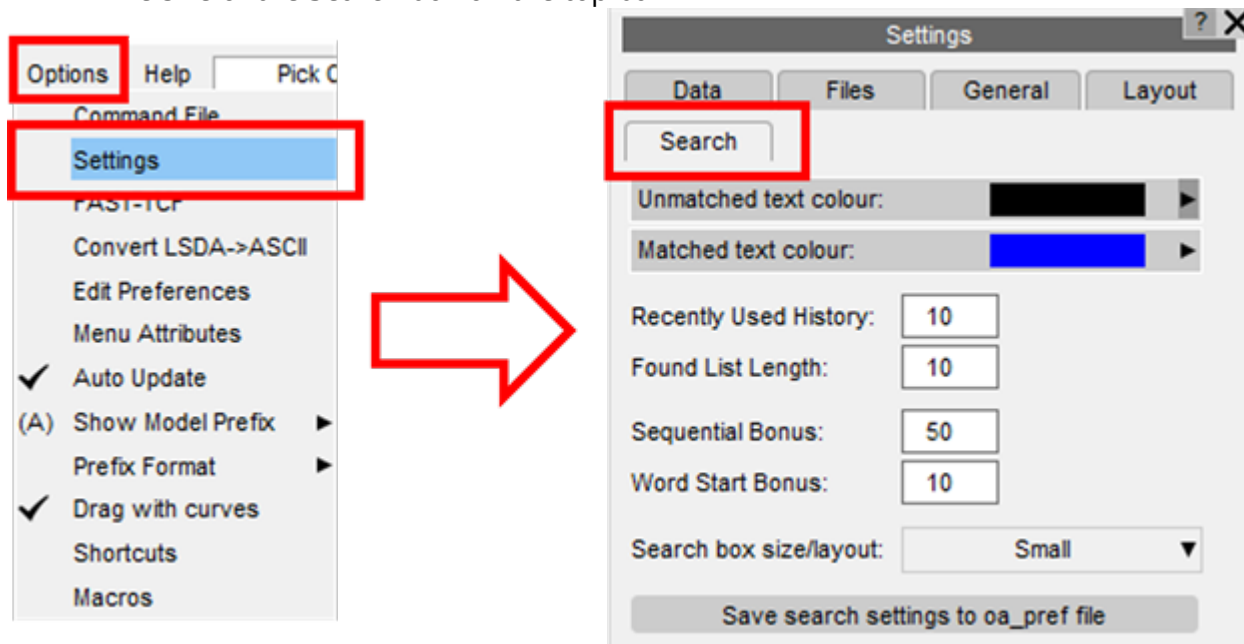 Options Help Pick
Command File
Settings
FAST-TCF
Convert LSDA->ASCII
Edit Preferences
Menu Attributes
Auto Update
(A) Show Model Prefix
Prefix Format
Drag with curves
Shortcuts
Macros
Settings ? X
Data Files General Layout
Search
Unmatched text colour:
Matched text colour:
Recently Used History: 10
Found List Length: 10
Sequential Bonus: 50
Word Start Bonus: 10
Search box size/layout: Small
Save search settings to oa_pref file